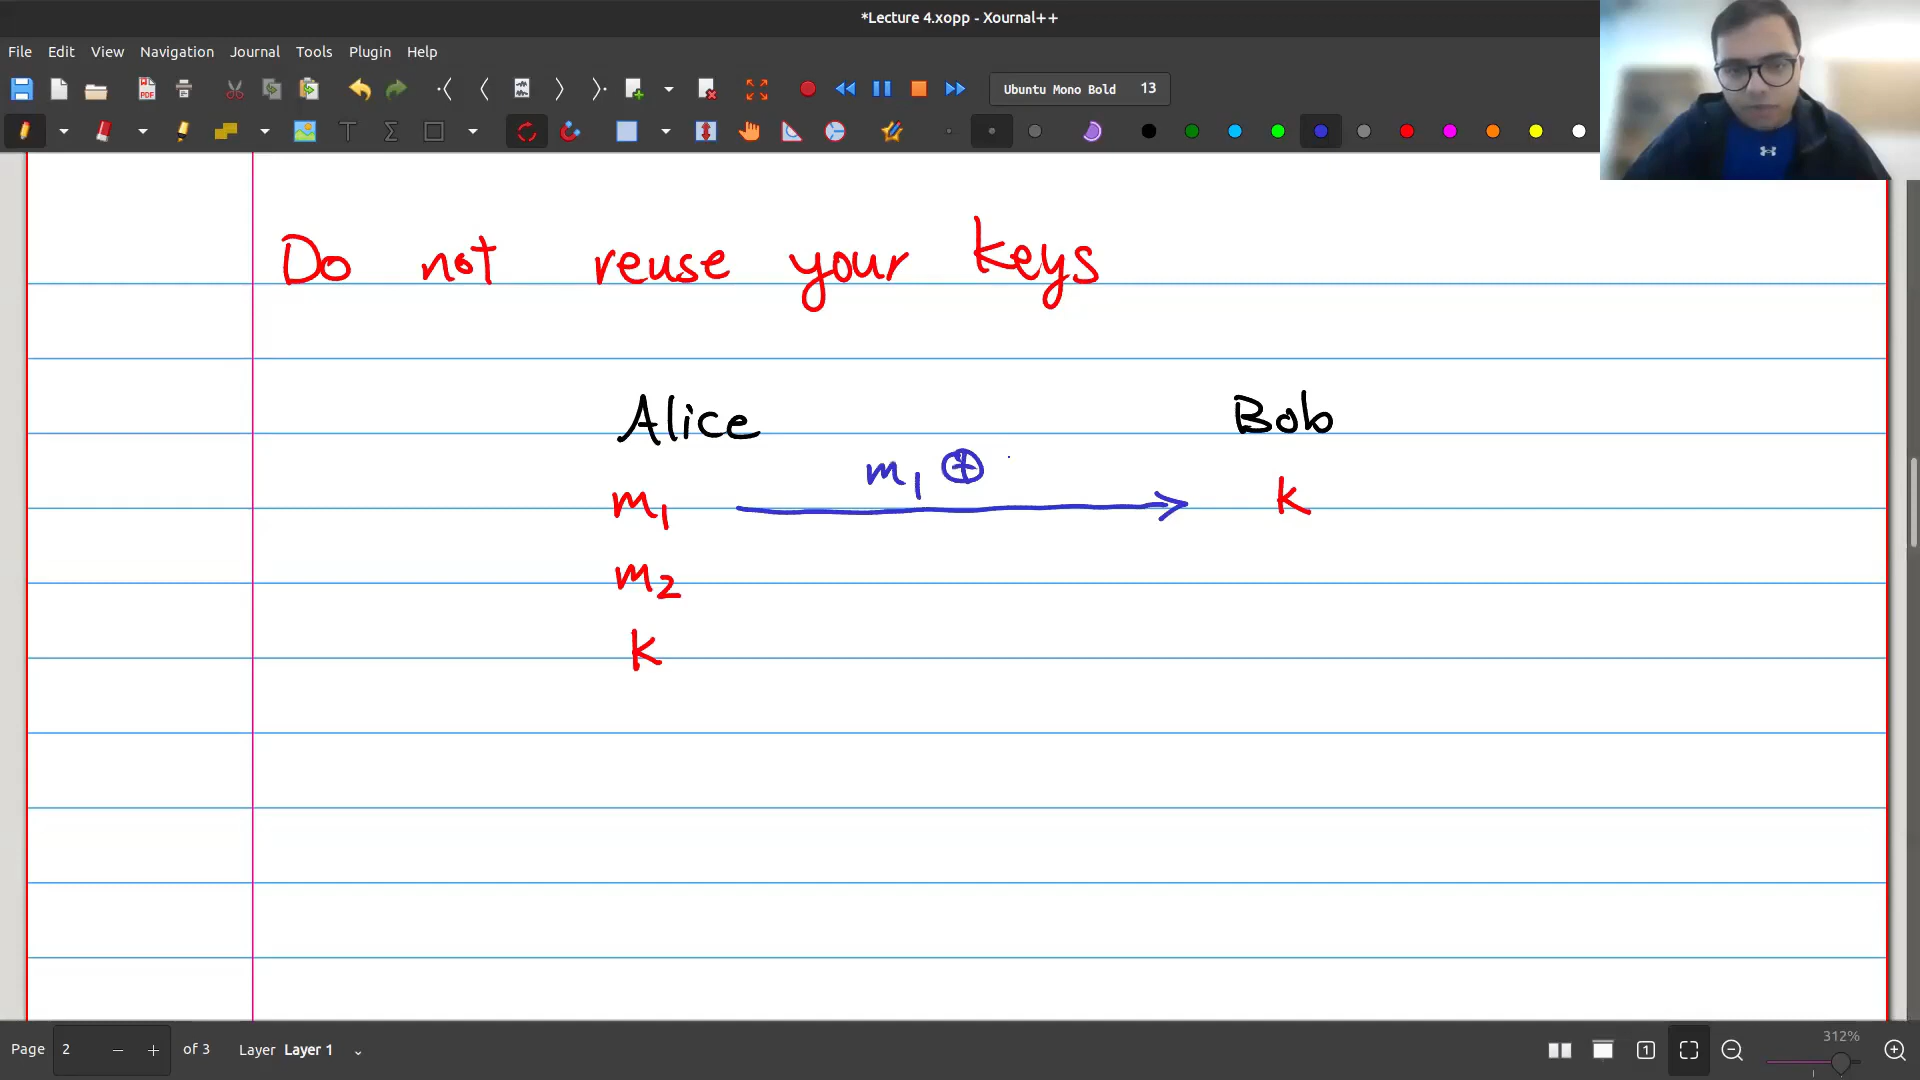 *Lecture 4.xopp - Xournal++
File Edit View Navigation Journal Tools Plugin Help
Ubuntu Mono Bold 13
Do not reuse your keys
Alice Bob
m₁ ⊕
m₁ k
m₂
k
Page 2 − + of 3 Layer Layer 1
312%